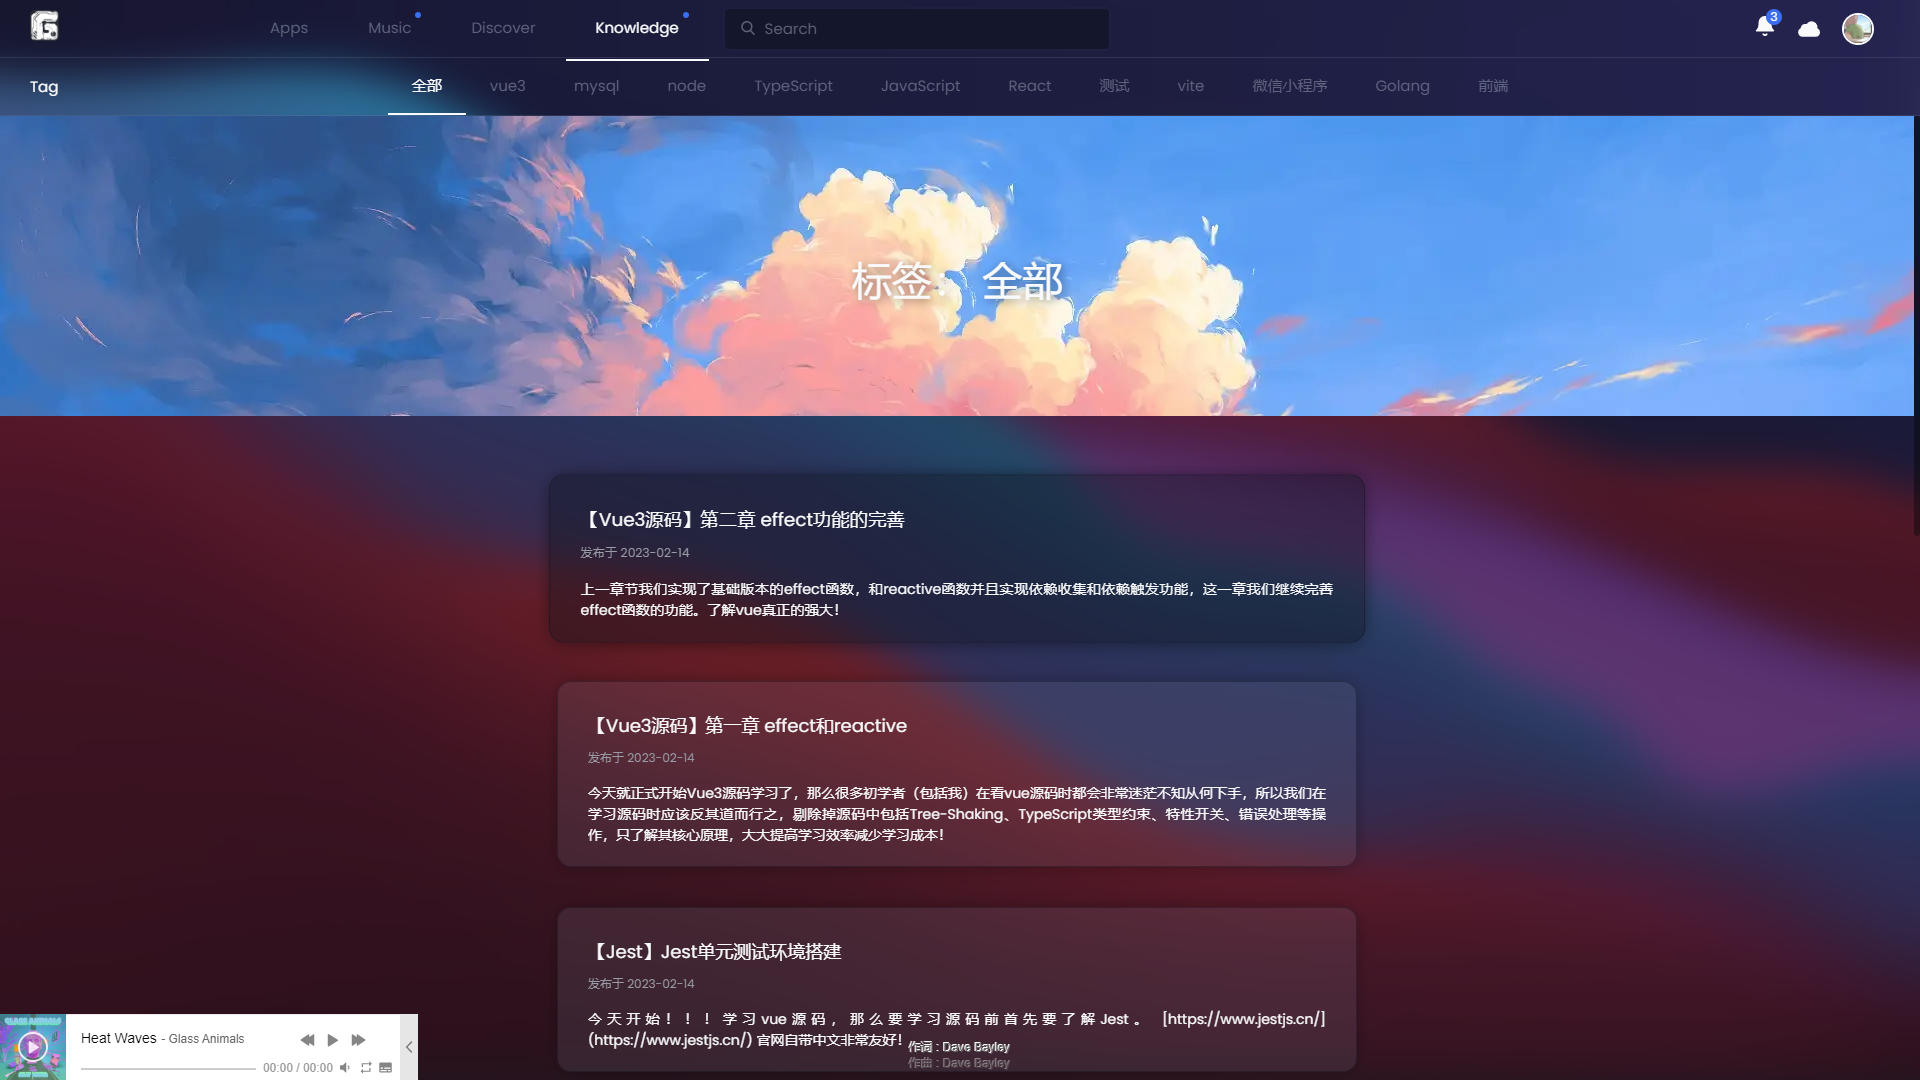 Apps Music Discover Knowledge Search 3
Tag 全部 vue3 mysql node TypeScript JavaScript React 测试 vite 微信小程序 Golang 前端
标签： 全部
【Vue3源码】第二章 effect功能的完善
发布于 2023-02-14
上一章节我们实现了基础版本的effect函数，和reactive函数并且实现依赖收集和依赖触发功能，这一章我们继续完善
effect函数的功能。了解vue真正的强大！
【Vue3源码】第一章 effect和reactive
发布于 2023-02-14
今天就正式开始Vue3源码学习了，那么很多初学者（包括我）在看vue源码时都会非常迷茫不知从何下手，所以我们在
学习源码时应该反其道而行之，剔除掉源码中包括Tree-Shaking、TypeScript类型约束、特性开关、错误处理等操
作，只了解其核心原理，大大提高学习效率减少学习成本！
【Jest】Jest单元测试环境搭建
发布于 2023-02-14
今天开始！！！学习vue源码，那么要学习源码前首先要了解Jest。 [https://www.jestjs.cn/]
(https://www.jestjs.cn/) 官网自带中文非常友好！
作词 : Dave Bayley
作曲 : Dave Bayley
GLASS ANIMALS
HEAT WAVES
Heat Waves - Glass Animals
00:00 / 00:00